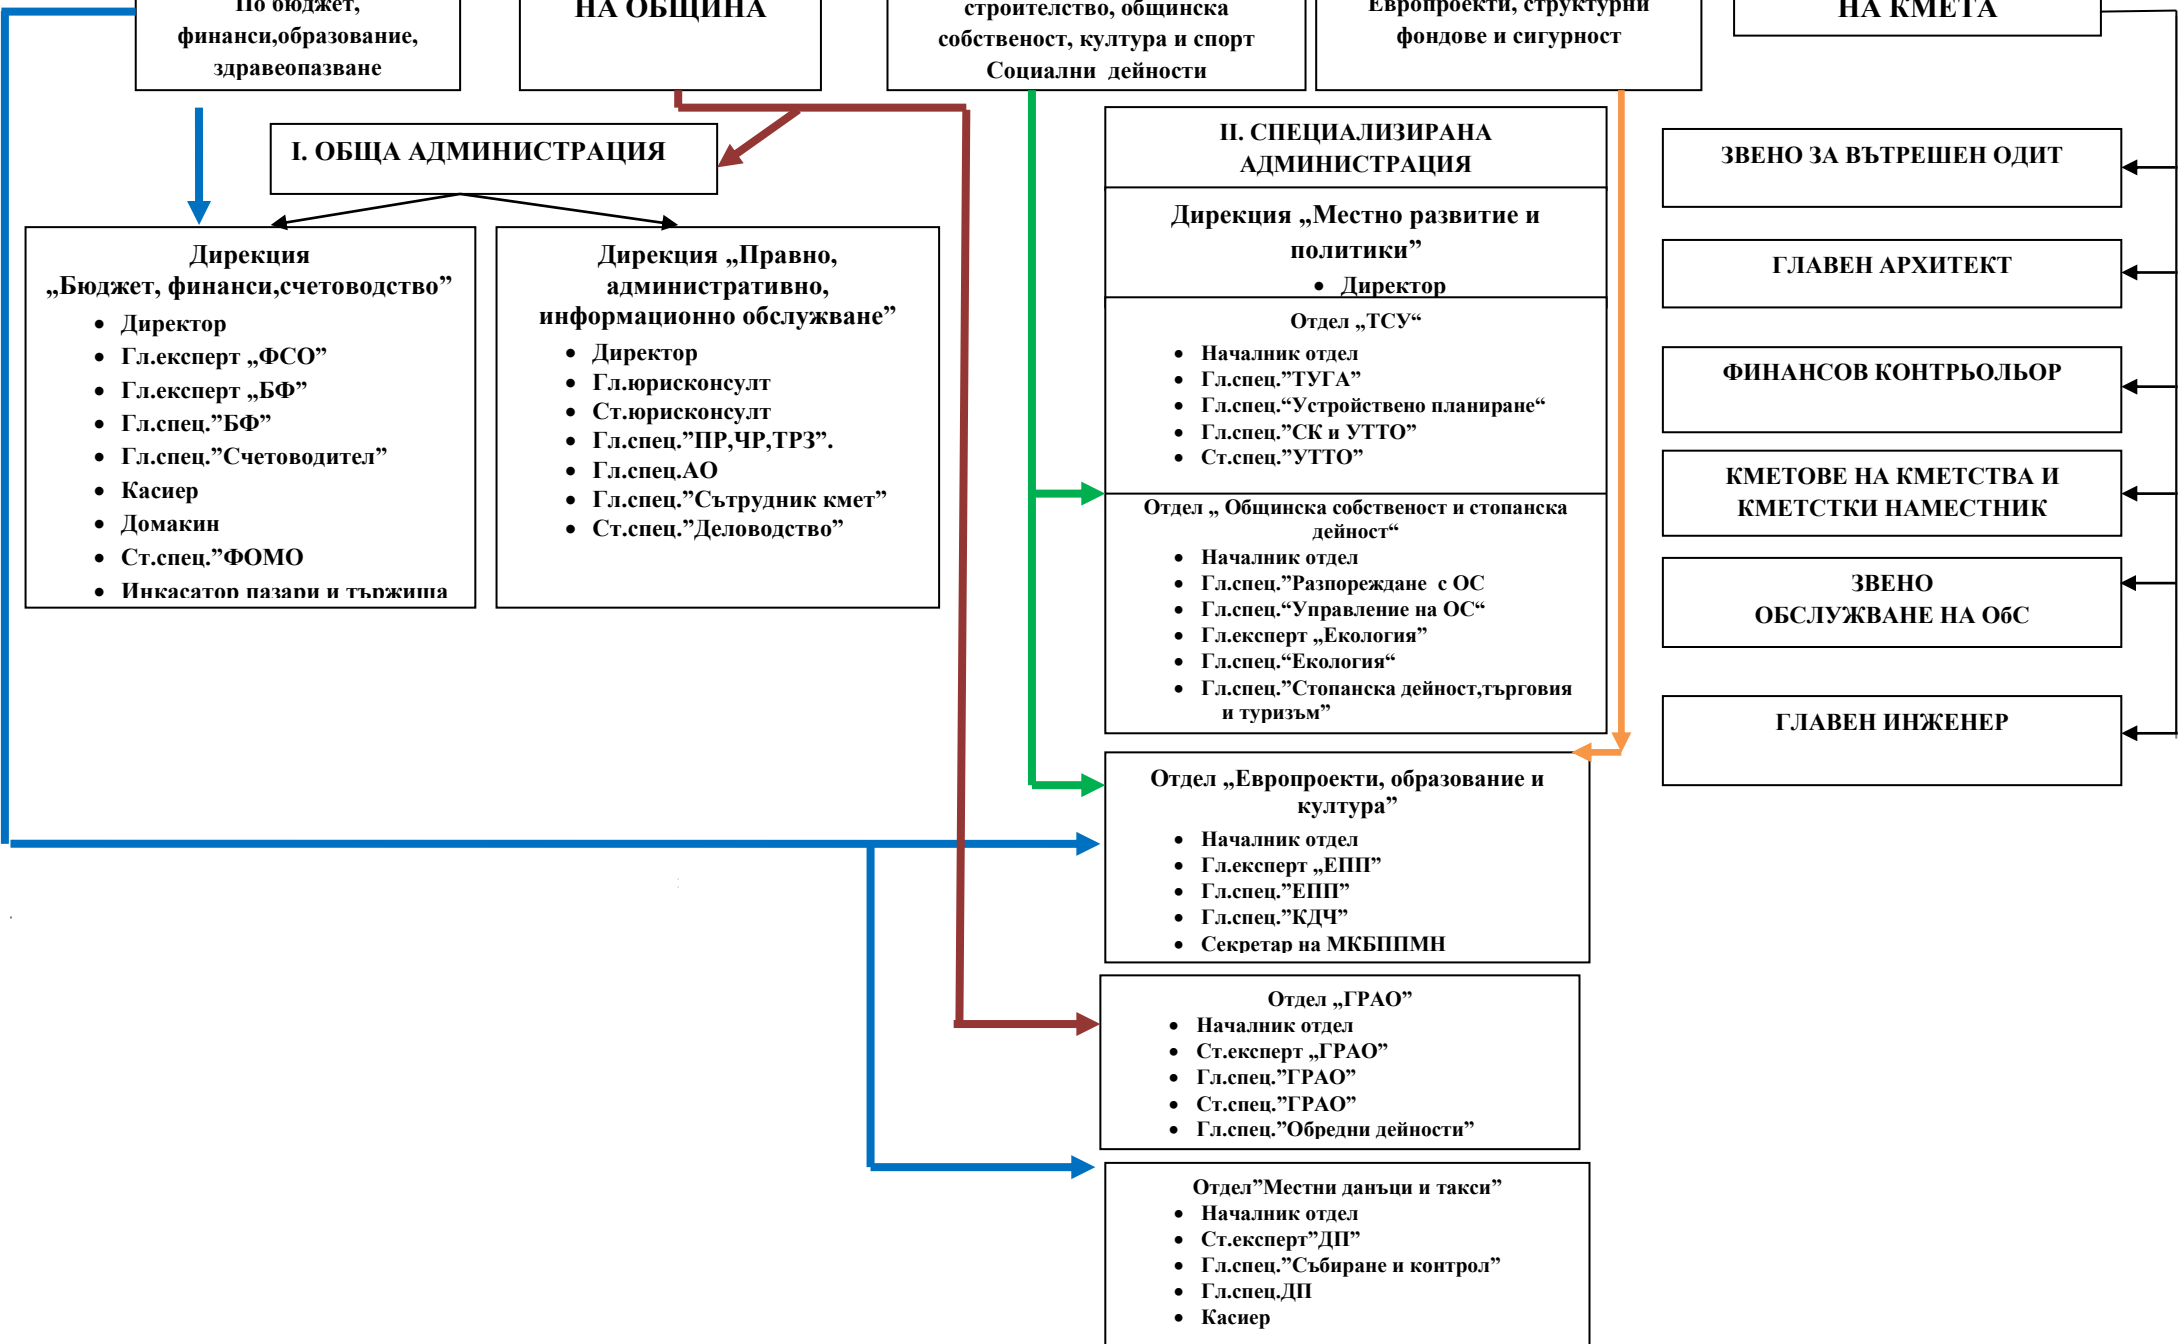 По бюджет,
финанси,образование,
здравеопазване
НА ОБЩИНА
строителство, общинска
собственост, култура и спорт
Социални дейности
Европроекти, структурни
фондове и сигурност
НА КМЕТА
I. ОБЩА АДМИНИСТРАЦИЯ
Дирекция
„Бюджет, финанси,счетоводство”
• Директор
• Гл.експерт „ФСО”
• Гл.експерт „БФ”
• Гл.спец.”БФ”
• Гл.спец.”Счетоводител”
• Касиер
• Домакин
• Ст.спец.”ФОМО
• Инкасатор пазари и тържища
Дирекция „Правно,
административно,
информационно обслужване”
• Директор
• Гл.юрисконсулт
• Ст.юрисконсулт
• Гл.спец.”ПР,ЧР,ТРЗ”.
• Гл.спец.АО
• Гл.спец.”Сътрудник кмет”
• Ст.спец.”Деловодство”
II. СПЕЦИАЛИЗИРАНА
АДМИНИСТРАЦИЯ
Дирекция „Местно развитие и
политики”
• Директор
Отдел „ТСУ“
• Началник отдел
• Гл.спец.”ТУГА”
• Гл.спец.“Устройствено планиране“
• Гл.спец.”СК и УТТО”
• Ст.спец.”УТТО”
Отдел „ Общинска собственост и стопанска
дейност“
• Началник отдел
• Гл.спец.”Разпореждане с ОС
• Гл.спец.“Управление на ОС“
• Гл.експерт „Екология”
• Гл.спец.“Екология“
• Гл.спец.”Стопанска дейност,търговия
и туризъм”
Отдел „Европроекти, образование и
култура”
• Началник отдел
• Гл.експерт „ЕПП”
• Гл.спец.”ЕПП”
• Гл.спец.”КДЧ”
• Секретар на МКБППМН
Отдел „ГРАО”
• Началник отдел
• Ст.експерт „ГРАО”
• Гл.спец.”ГРАО”
• Ст.спец.”ГРАО”
• Гл.спец.”Обредни дейности”
Отдел”Местни данъци и такси”
• Началник отдел
• Ст.експерт”ДП”
• Гл.спец.”Събиране и контрол”
• Гл.спец.ДП
• Касиер
ЗВЕНО ЗА ВЪТРЕШЕН ОДИТ
ГЛАВЕН АРХИТЕКТ
ФИНАНСОВ КОНТРЬОЛЬОР
КМЕТОВЕ НА КМЕТСТВА И
КМЕТСТКИ НАМЕСТНИК
ЗВЕНО
ОБСЛУЖВАНЕ НА ОбС
ГЛАВЕН ИНЖЕНЕР